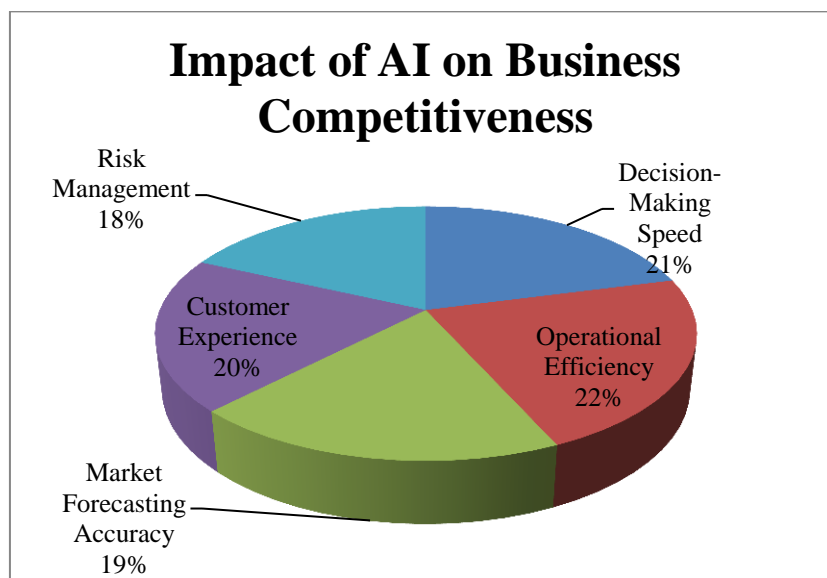 Impact of AI on Business
Competitiveness
Risk
Management
18%
Decision-
Making
Speed
21%
Customer
Experience
20%
Operational
Efficiency
22%
Market
Forecasting
Accuracy
19%